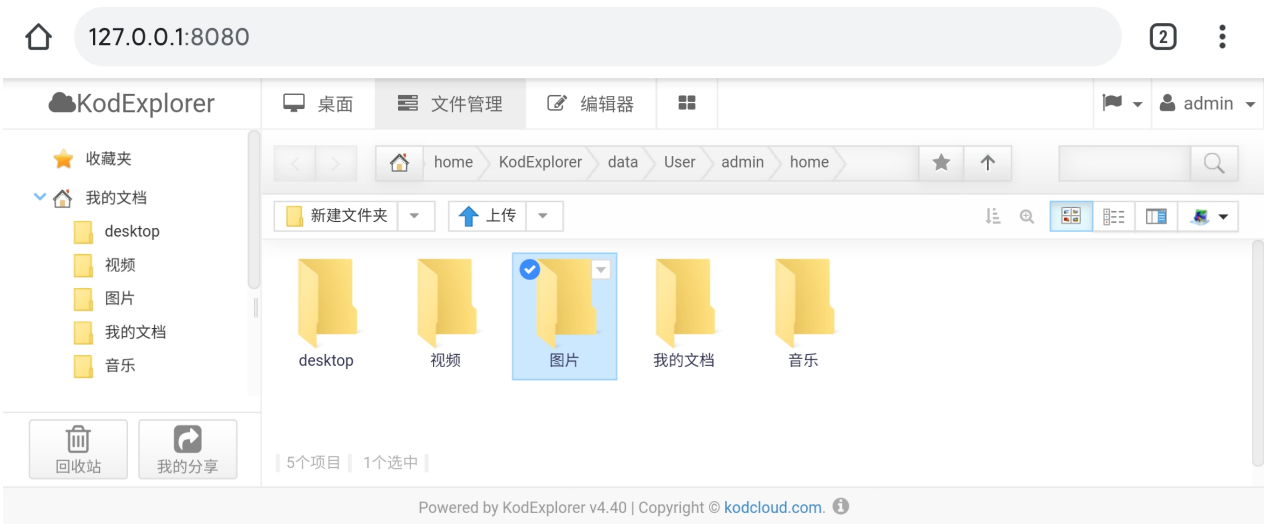 127.0.0.1:8080
2
KodExplorer
桌面
文件管理
编辑器
admin
收藏夹
我的文档
desktop
视频
图片
我的文档
音乐
回收站
我的分享
home KodExplorer data User admin home
新建文件夹
上传
desktop
视频
图片
我的文档
音乐
5个项目 1个选中
Powered by KodExplorer v4.40 | Copyright © kodcloud.com.